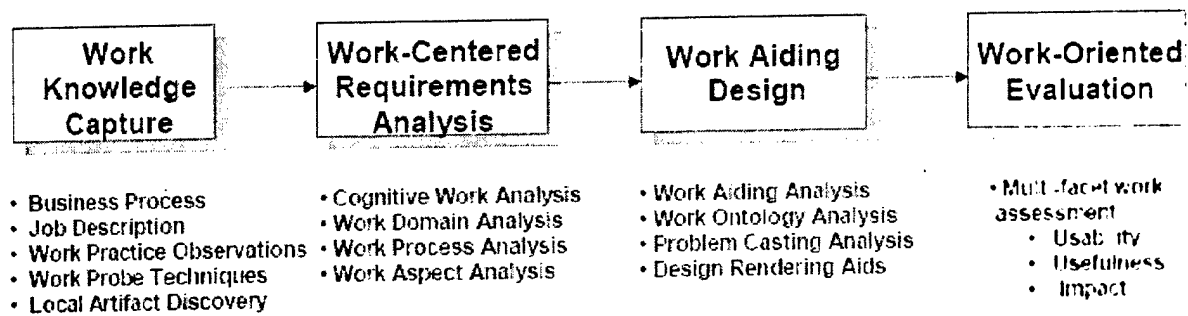 Work
Knowledge
Capture
Work-Centered
Requirements
Analysis
Work Aiding
Design
Work-Oriented
Evaluation
• Business Process
• Job Description
• Work Practice Observations
• Work Probe Techniques
• Local Artifact Discovery
• Cognitive Work Analysis
• Work Domain Analysis
• Work Process Analysis
• Work Aspect Analysis
• Work Aiding Analysis
• Work Ontology Analysis
• Problem Casting Analysis
• Design Rendering Aids
• Multi-facet work
assessment
• Usability
• Usefulness
• Impact